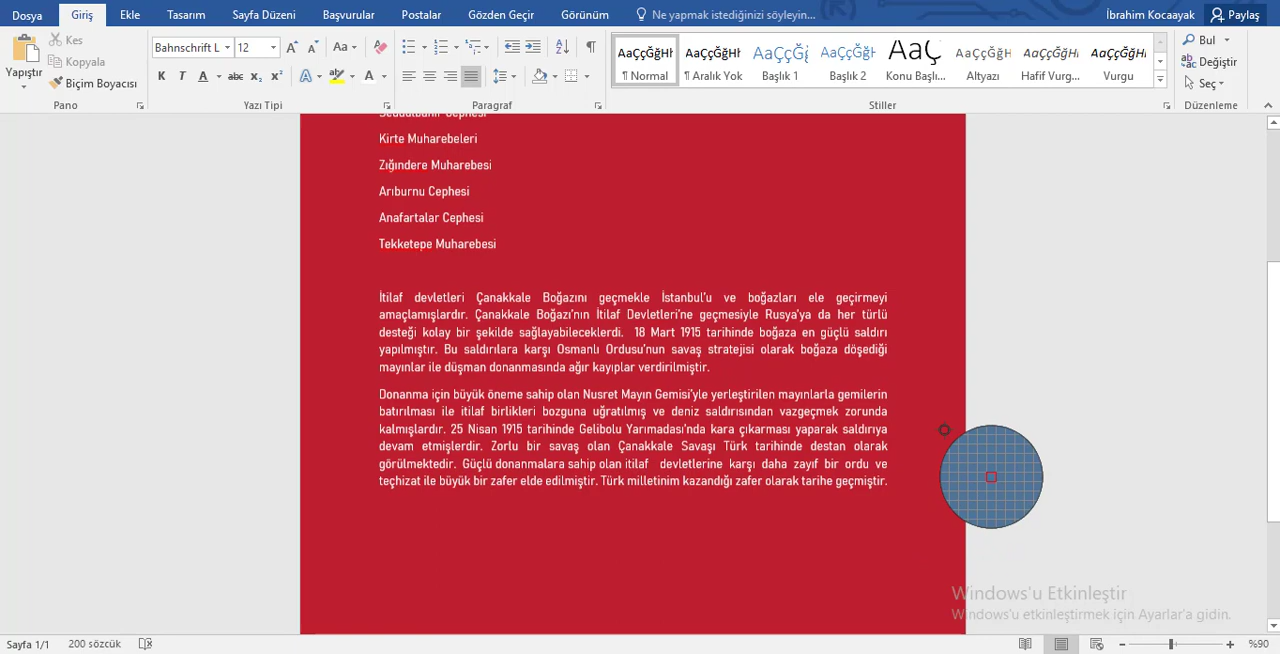 Dosya Giriş Ekle Tasarım Sayfa Düzeni Başvurular Postalar Gözden Geçir Görünüm Ne yapmak istediğinizi söyleyin... İbrahim Kocaayak Paylaş
Yapıştır
Kes
Kopyala
Biçim Boyacısı
Pano
Bahnschrift L 12
Yazı Tipi
Paragraf
AaÇçĞğH AaÇçĞğH AaÇçĞğ AaÇçĞğH AaÇ AaÇçĞğH AaÇçĞğH AaÇçĞğH
¶ Normal ¶ Aralık Yok Başlık 1 Başlık 2 Konu Başlı... Altyazı Hafif Vurg... Vurgu
Stiller
Bul
Değiştir
Seç
Düzenleme
Seddülbahir Cephesi
Kirte Muharebeleri
Zığındere Muharebesi
Arıburnu Cephesi
Anafartalar Cephesi
Tekketepe Muharebesi
İtilaf devletleri Çanakkale Boğazını geçmekle İstanbul'u ve boğazları ele geçirmeyi
amaçlamışlardır. Çanakkale Boğazı'nın İtilaf Devletleri'ne geçmesiyle Rusya'ya da her türlü
desteği kolay bir şekilde sağlayabileceklerdi. 18 Mart 1915 tarihinde boğaza en güçlü saldırı
yapılmıştır. Bu saldırılara karşı Osmanlı Ordusu'nun savaş stratejisi olarak boğaza döşediği
mayınlar ile düşman donanmasında ağır kayıplar verdirilmiştir.
Donanma için büyük öneme sahip olan Nusret Mayın Gemisi'yle yerleştirilen mayınlarla gemilerin
batırılması ile itilaf birlikleri bozguna uğratılmış ve deniz saldırısından vazgeçmek zorunda
kalmışlardır. 25 Nisan 1915 tarihinde Gelibolu Yarımadası'nda kara çıkarması yaparak saldırıya
devam etmişlerdir. Zorlu bir savaş olan Çanakkale Savaşı Türk tarihinde destan olarak
görülmektedir. Güçlü donanmalara sahip olan itilaf devletlerine karşı daha zayıf bir ordu ve
teçhizat ile büyük bir zafer elde edilmiştir. Türk milletinim kazandığı zafer olarak tarihe geçmiştir.
Windows'u Etkinleştir
Windows'u etkinleştirmek için Ayarlar'a gidin.
Sayfa 1/1 200 sözcük %90